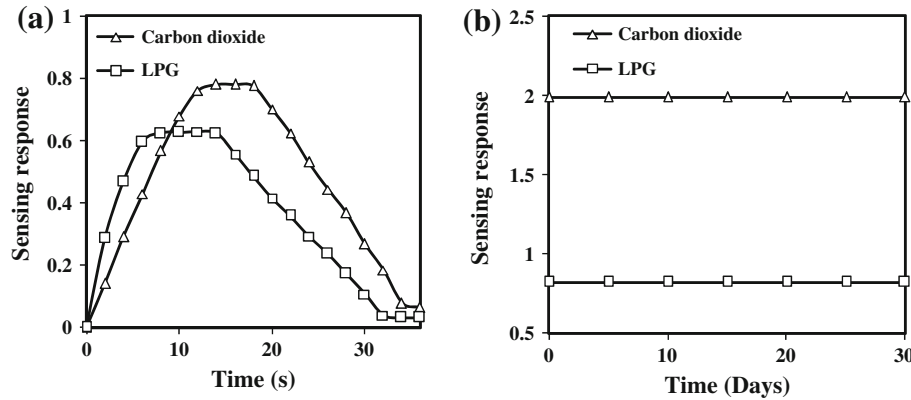 (a)
1
0.8
0.6
0.4
0.2
0
Sensing response
Carbon dioxide
LPG
0 10 20 30
Time (s)
(b)
2.5
2
1.5
1
0.5
Sensing response
Carbon dioxide
LPG
0 10 20 30
Time (Days)